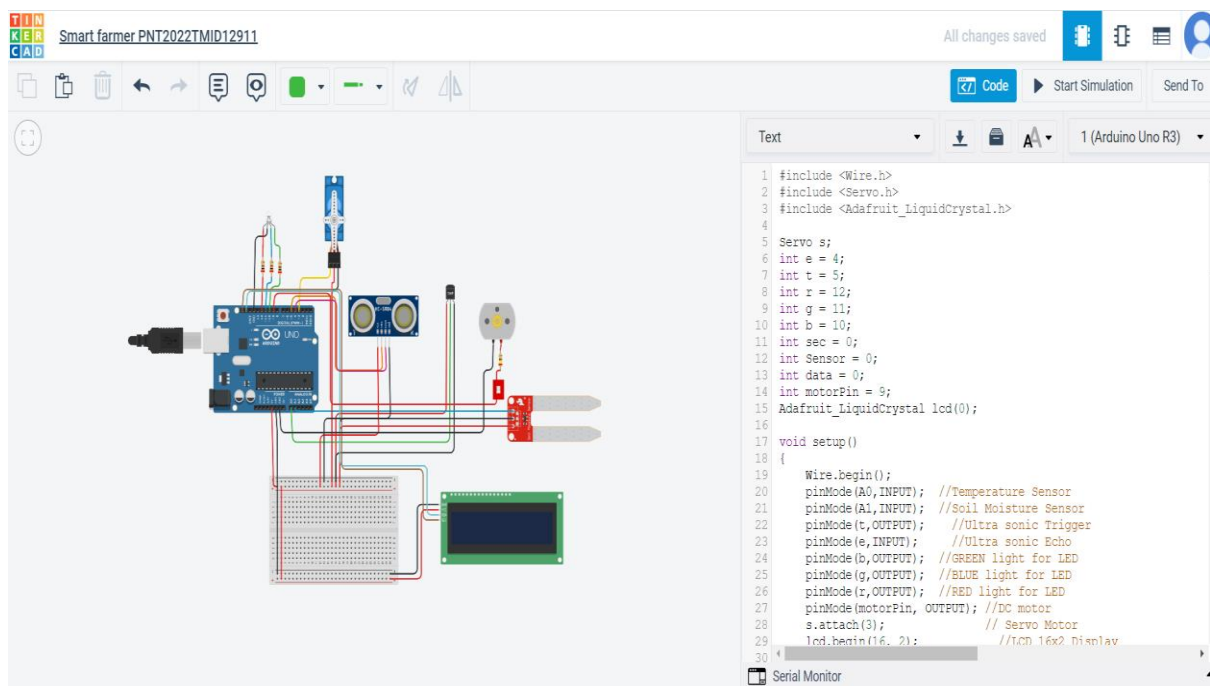 TIN
KER
CAD
Smart farmer PNT2022TMID12911
All changes saved
Code
Start Simulation
Send To
Text
1 (Arduino Uno R3)
1 #include <Wire.h>
2 #include <Servo.h>
3 #include <Adafruit_LiquidCrystal.h>
4
5 Servo s;
6 int e = 4;
7 int t = 5;
8 int r = 12;
9 int g = 11;
10 int b = 10;
11 int sec = 0;
12 int Sensor = 0;
13 int data = 0;
14 int motorPin = 9;
15 Adafruit_LiquidCrystal lcd(0);
16
17 void setup()
18 {
19 Wire.begin();
20 pinMode(A0,INPUT); //Temperature Sensor
21 pinMode(A1,INPUT); //Soil Moisture Sensor
22 pinMode(t,OUTPUT); //Ultra sonic Trigger
23 pinMode(e,INPUT); //Ultra sonic Echo
24 pinMode(b,OUTPUT); //GREEN light for LED
25 pinMode(g,OUTPUT); //BLUE light for LED
26 pinMode(r,OUTPUT); //RED light for LED
27 pinMode(motorPin, OUTPUT); //DC motor
28 s.attach(3); // Servo Motor
29 lcd.begin(16, 2); //LCD 16x2 Display
30
Serial Monitor
UNO
ARDUINO